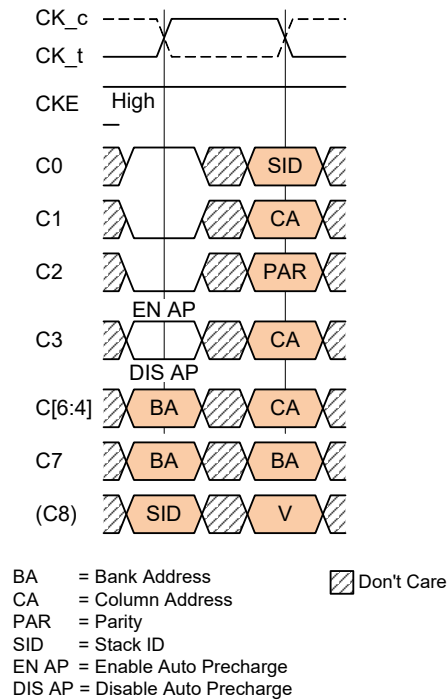 CK_c
CK_t
CKE High
C0 SID
C1 CA
C2 PAR
EN AP
C3 CA
DIS AP
C[6:4] BA CA
C7 BA BA
(C8) SID V
BA = Bank Address
CA = Column Address
PAR = Parity
SID = Stack ID
EN AP = Enable Auto Precharge
DIS AP = Disable Auto Precharge
Don't Care